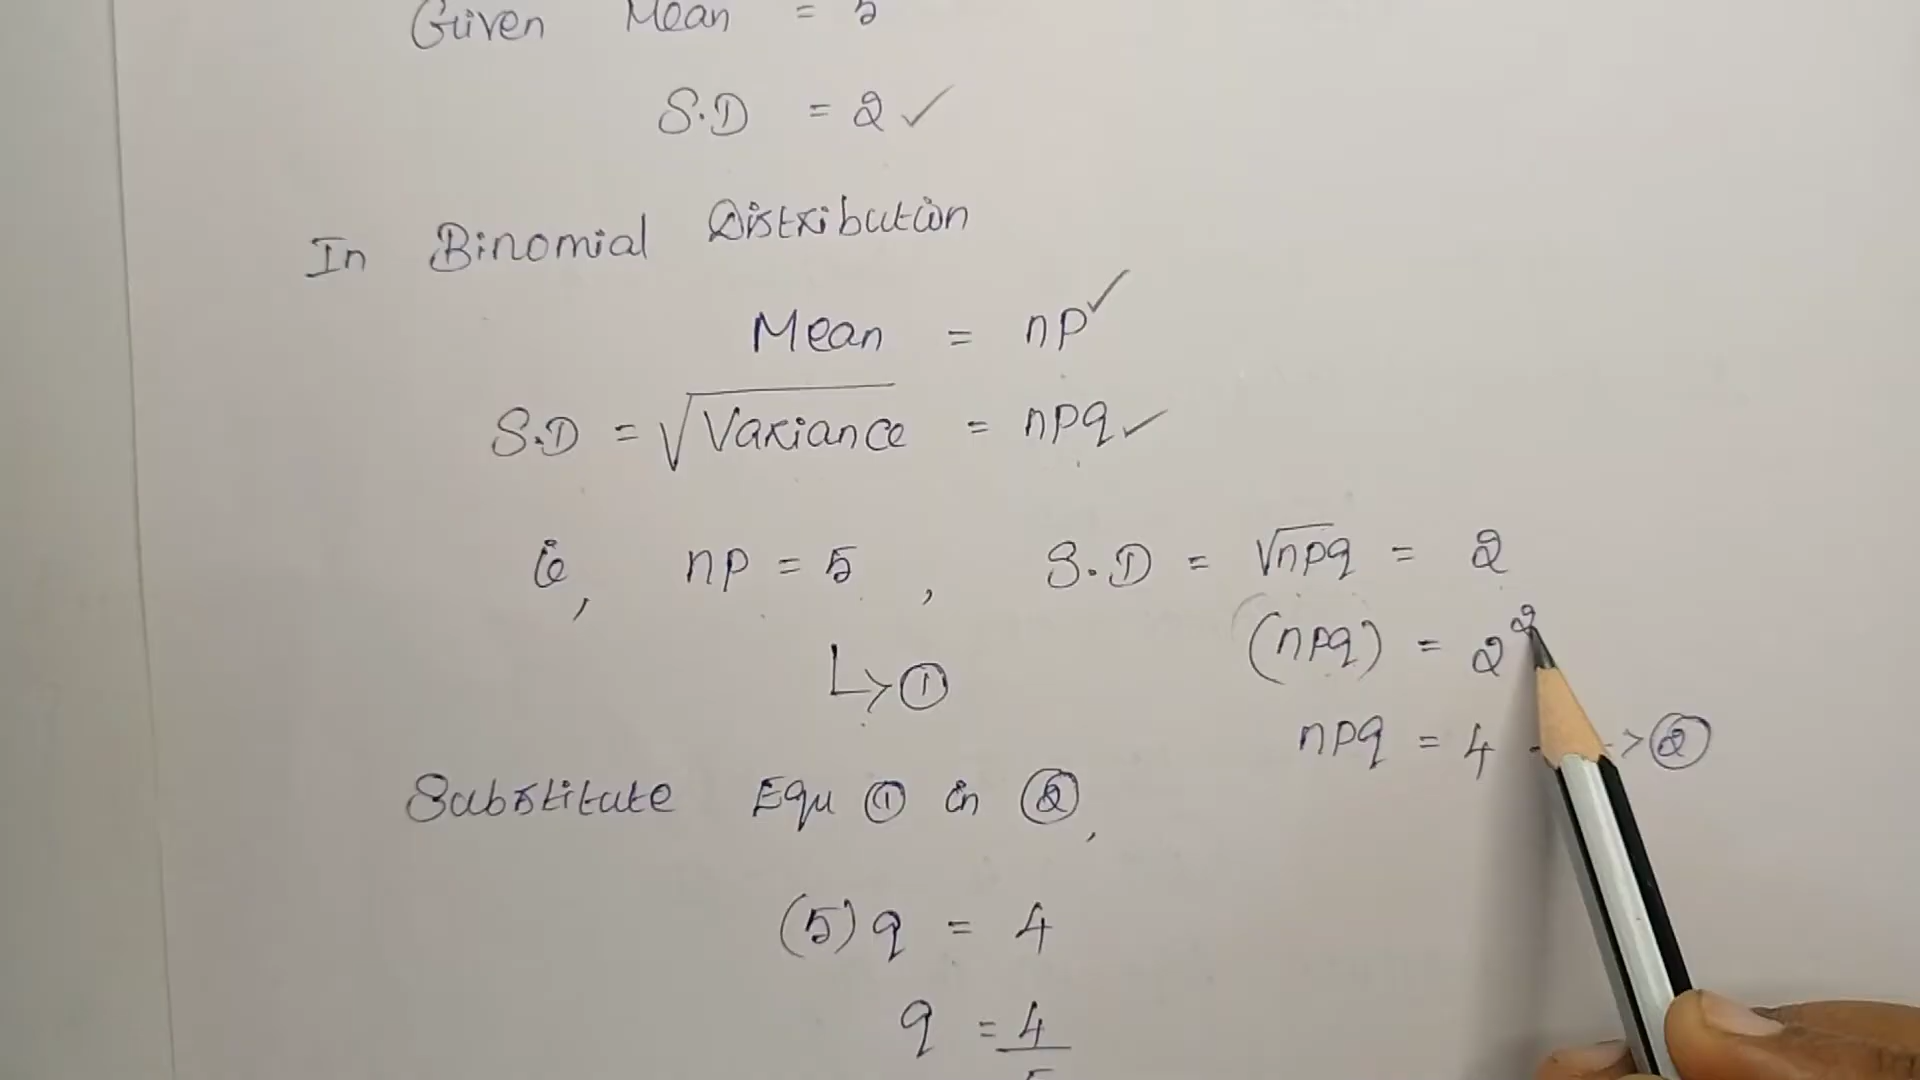 Given Mean = 5
S.D = 2 ✓
In Binomial Distribution
Mean = np ✓
S.D = √Variance = npq ✓
ie, np = 5 , S.D = √npq = 2
(npq) = 2²
↳ ①
npq = 4 -> ②
Substitute Equ ① in ②,
(5) q = 4
q = 4/5